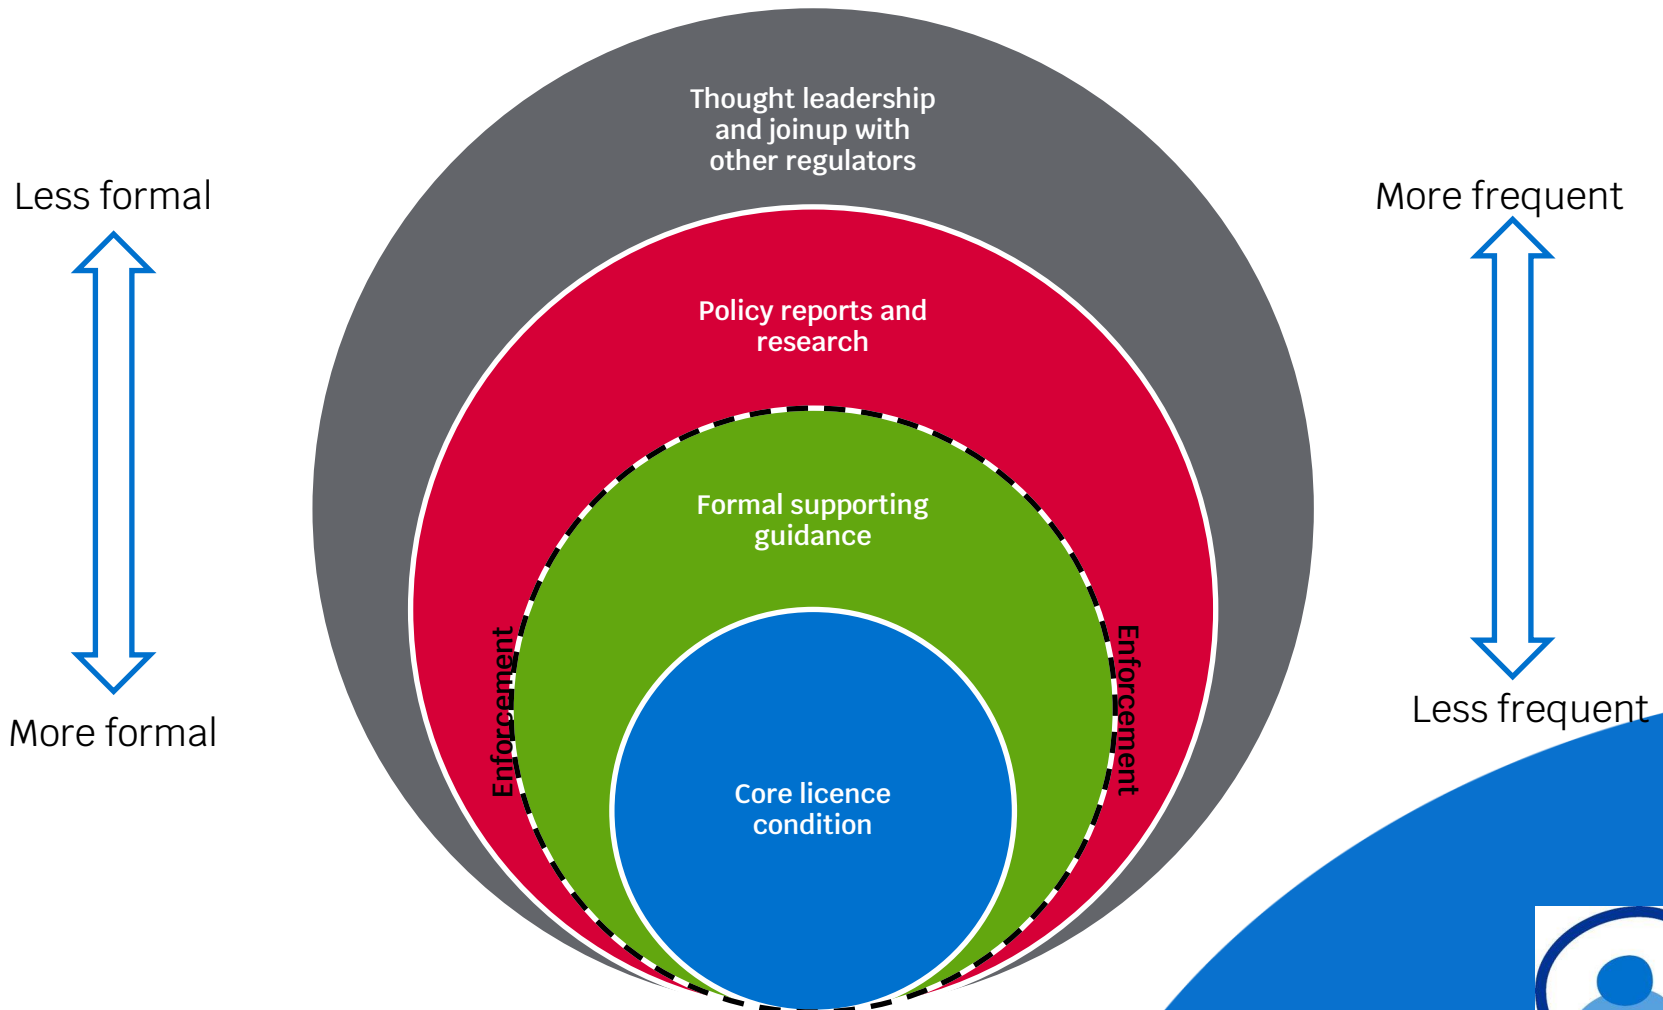 Thought leadership
and joinup with
other regulators
Less formal
More frequent
Policy reports and
research
Formal supporting
guidance
Enforcement
Enforcement
More formal
Less frequent
Core licence
condition